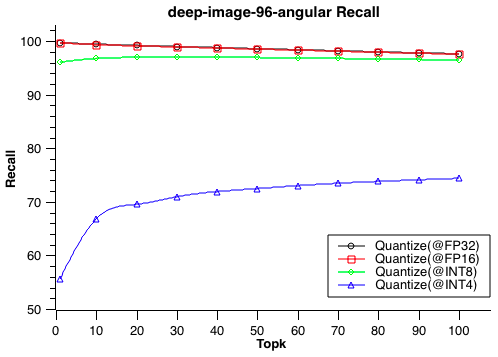 deep-image-96-angular Recall
100
90
80
70
60
50
Recall
0 10 20 30 40 50 60 70 80 90 100
Topk
Quantize(@FP32)
Quantize(@FP16)
Quantize(@INT8)
Quantize(@INT4)